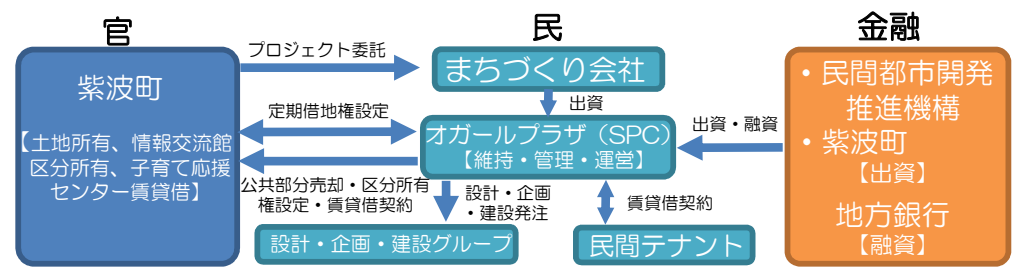 官
民
金融
紫波町
【土地所有、情報交流館
区分所有、子育て応援
センター賃貸借】
プロジェクト委託
定期借地権設定
公共部分売却・区分所有
権設定・賃貸借契約
まちづくり会社
出資
オガールプラザ（SPC）
【維持・管理・運営】
設計・企画
・建設発注
賃貸借契約
設計・企画・建設グループ
民間テナント
出資・融資
・民間都市開発
推進機構
・紫波町
【出資】
地方銀行
【融資】